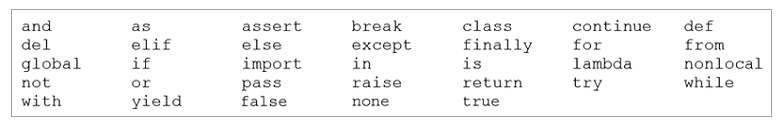 and as assert break class continue def
del elif else except finally for from
global if import in is lambda nonlocal
not or pass raise return try while
with yield false none true